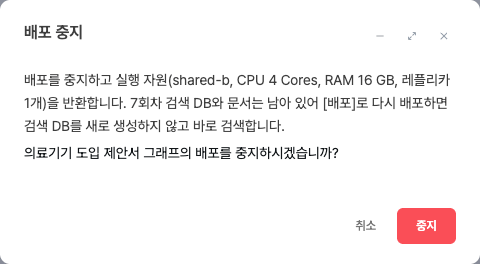 배포 중지
배포를 중지하고 실행 자원(shared-b, CPU 4 Cores, RAM 16 GB, 레플리카
1개)을 반환합니다. 7회차 검색 DB와 문서는 남아 있어 [배포]로 다시 배포하면
검색 DB를 새로 생성하지 않고 바로 검색합니다.
의료기기 도입 제안서 그래프의 배포를 중지하시겠습니까?
취소
중지